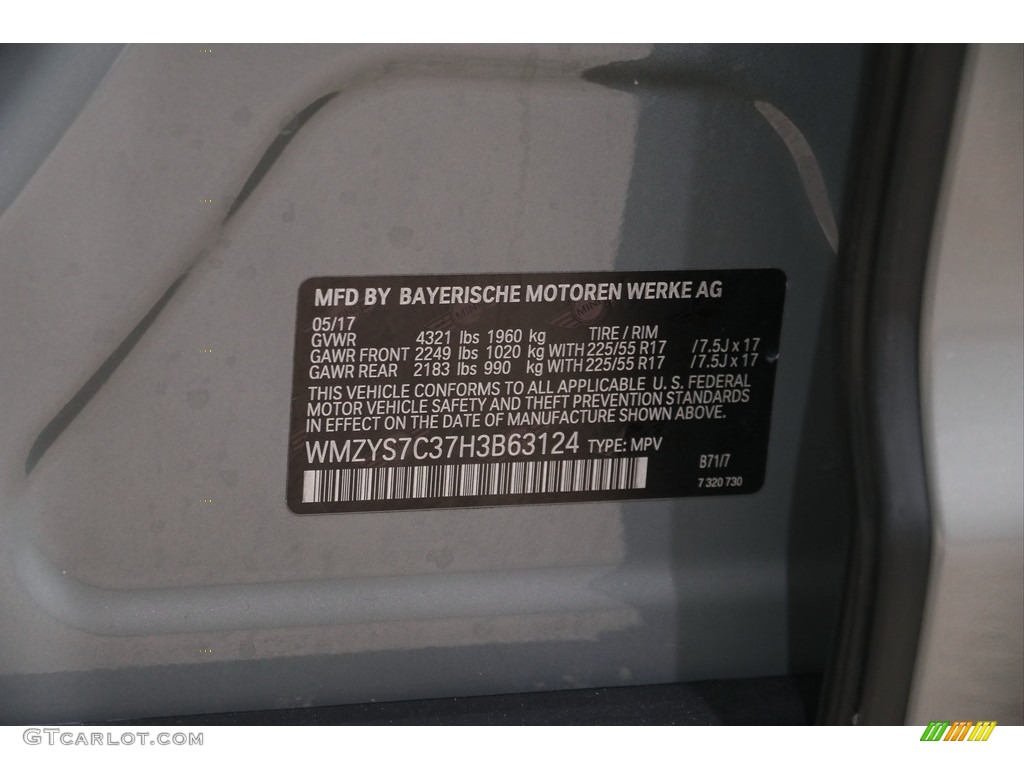 MFD BY BAYERISCHE MOTOREN WERKE AG
05/17
GVWR 4321 lbs 1960 kg TIRE / RIM
GAWR FRONT 2249 lbs 1020 kg WITH 225/55 R17 /7.5J x 17
GAWR REAR 2183 lbs 990 kg WITH 225/55 R17 /7.5J x 17
THIS VEHICLE CONFORMS TO ALL APPLICABLE U. S. FEDERAL
MOTOR VEHICLE SAFETY AND THEFT PREVENTION STANDARDS
IN EFFECT ON THE DATE OF MANUFACTURE SHOWN ABOVE.
WMZYS7C37H3B63124 TYPE: MPV
B71/7
7 320 730
GTCARLOT.COM